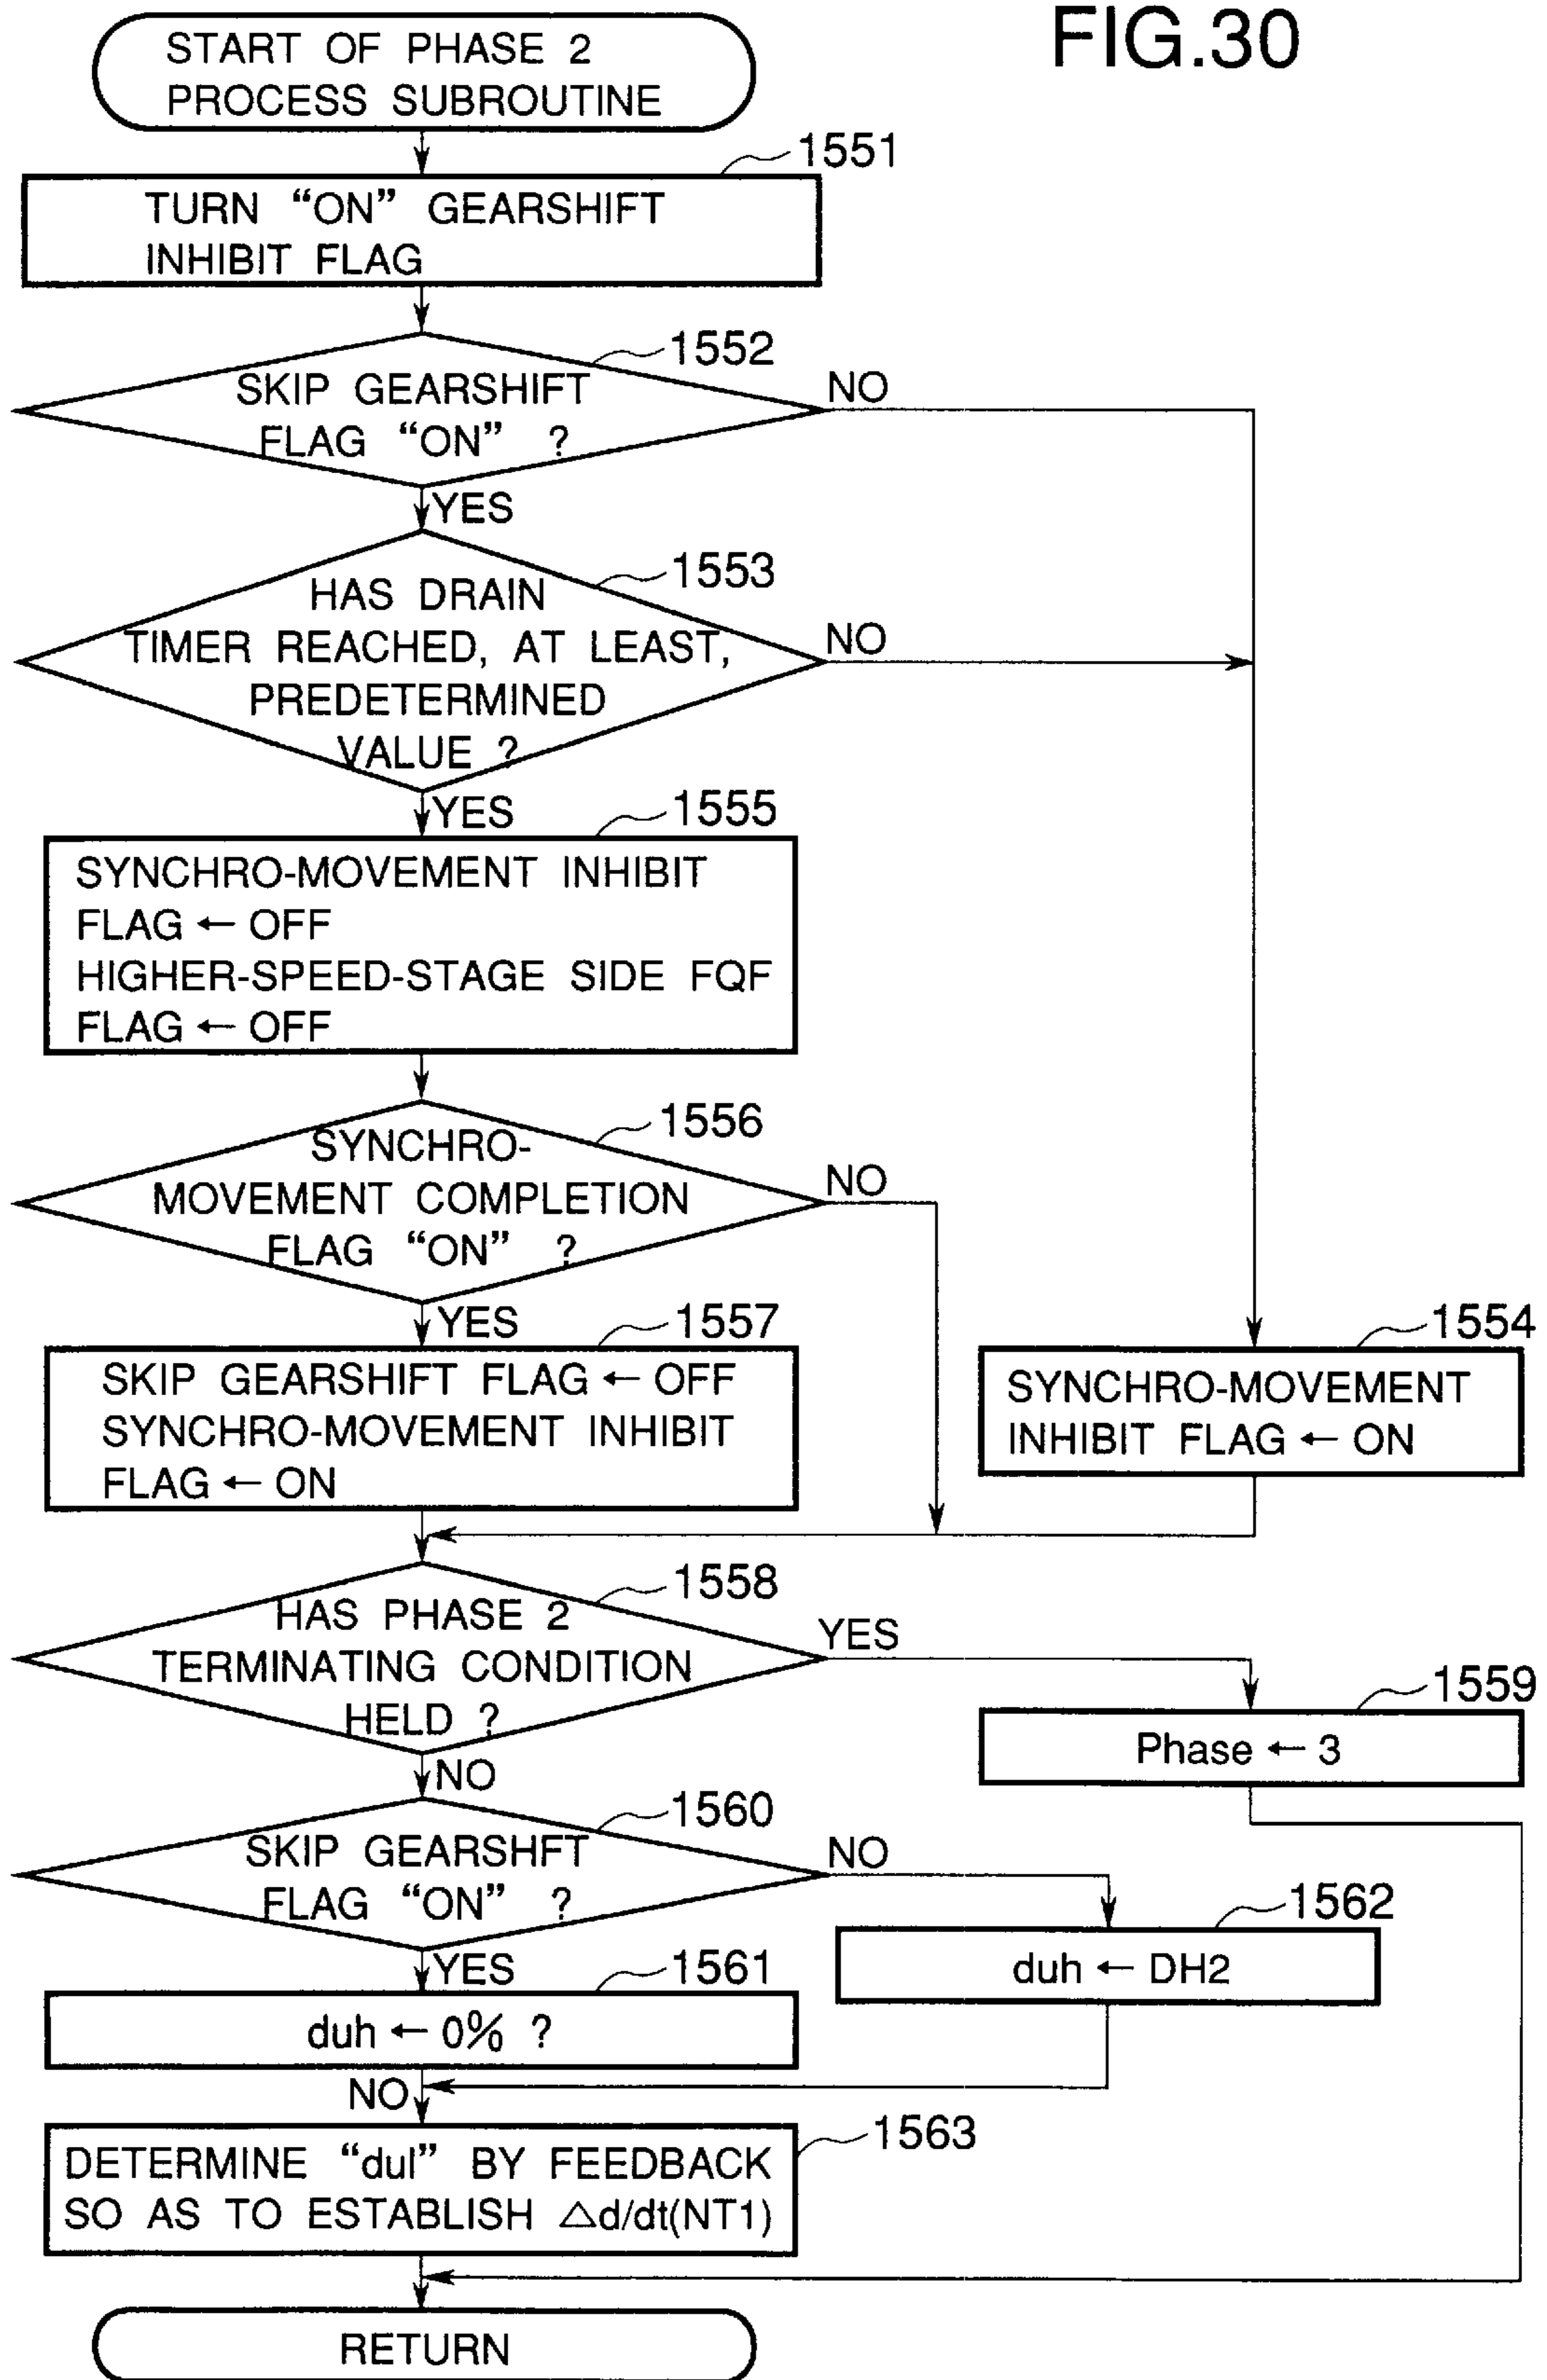 FIG.30
START OF PHASE 2
PROCESS SUBROUTINE
1551
TURN “ON” GEARSHIFT
INHIBIT FLAG
1552
SKIP GEARSHIFT
FLAG “ON” ?
NO
YES
1553
HAS DRAIN
TIMER REACHED, AT LEAST,
PREDETERMINED
VALUE ?
NO
YES
1555
SYNCHRO-MOVEMENT INHIBIT
FLAG ← OFF
HIGHER-SPEED-STAGE SIDE FQF
FLAG ← OFF
1556
SYNCHRO-
MOVEMENT COMPLETION
FLAG “ON” ?
NO
YES
1557
SKIP GEARSHIFT FLAG ← OFF
SYNCHRO-MOVEMENT INHIBIT
FLAG ← ON
1554
SYNCHRO-MOVEMENT
INHIBIT FLAG ← ON
1558
HAS PHASE 2
TERMINATING CONDITION
HELD ?
YES
1559
Phase ← 3
NO
1560
SKIP GEARSHFT
FLAG “ON” ?
NO
1562
duh ← DH2
YES
1561
duh ← 0% ?
NO
1563
DETERMINE “dul” BY FEEDBACK
SO AS TO ESTABLISH △d/dt(NT1)
RETURN